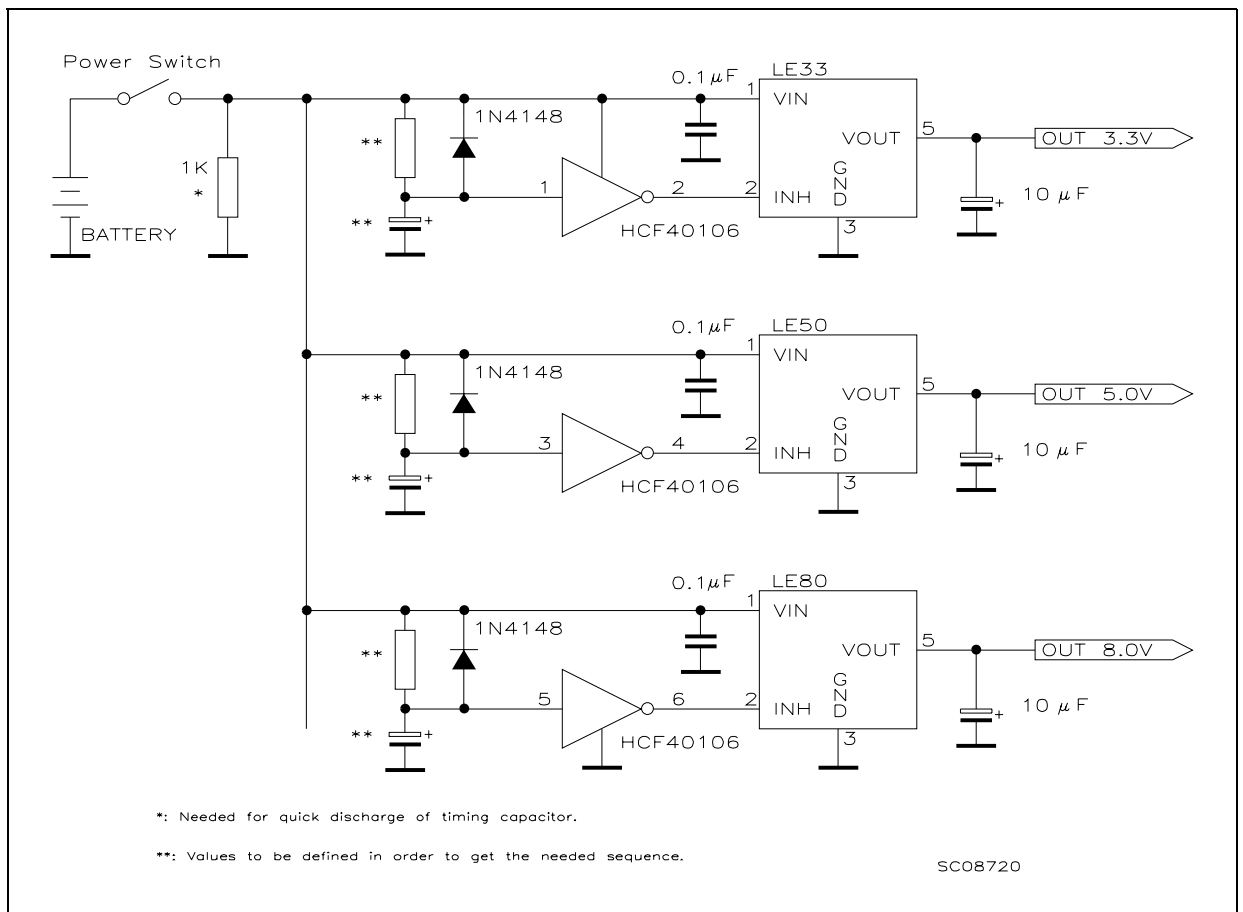 Power Switch
BATTERY
1K
*
**
**
1N4148
1
2
HCF40106
0.1µF
LE33
1
VIN
VOUT
5
GND
2
INH
3
10 µF
+
+
OUT 3.3V
**
**
1N4148
3
4
HCF40106
0.1µF
LE50
1
VIN
VOUT
5
GND
2
INH
3
10 µF
+
+
OUT 5.0V
**
**
1N4148
5
6
HCF40106
0.1µF
LE80
1
VIN
VOUT
5
GND
2
INH
3
10 µF
+
+
OUT 8.0V
*: Needed for quick discharge of timing capacitor.
**: Values to be defined in order to get the needed sequence.
SC08720